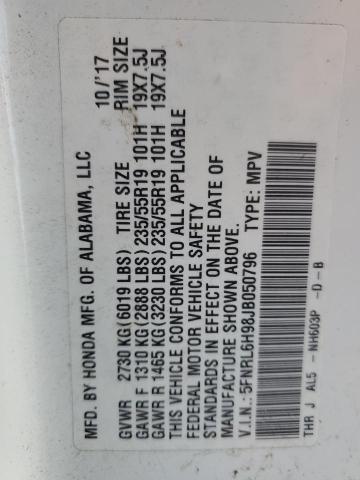 MFD. BY HONDA MFG. OF ALABAMA, LLC 10/'17
GVWR 2730 KG(6019 LBS) TIRE SIZE RIM SIZE
GAWR F 1310 KG(2888 LBS) 235/55R19 101H 19X7.5J
GAWR R 1465 KG(3230 LBS) 235/55R19 101H 19X7.5J
THIS VEHICLE CONFORMS TO ALL APPLICABLE
FEDERAL MOTOR VEHICLE SAFETY
STANDARDS IN EFFECT ON THE DATE OF
MANUFACTURE SHOWN ABOVE.
V.I.N.: 5FNRL6H98JB050796 TYPE: MPV
THR J AL5 - NH603P -D-B